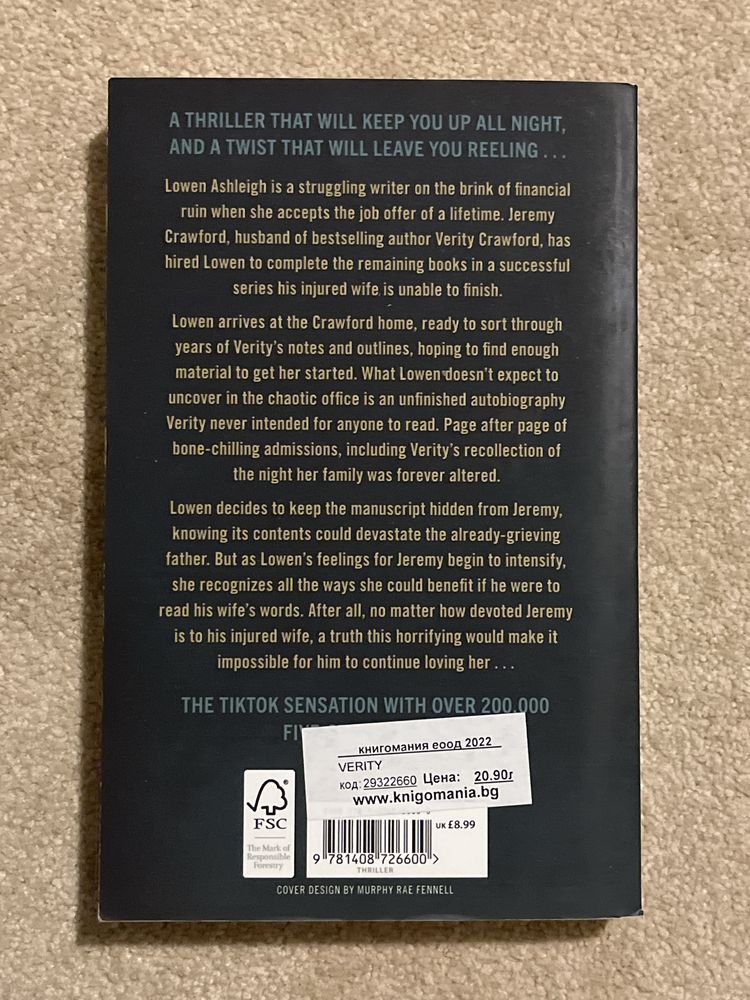 A THRILLER THAT WILL KEEP YOU UP ALL NIGHT,
AND A TWIST THAT WILL LEAVE YOU REELING . . .
Lowen Ashleigh is a struggling writer on the brink of financial
ruin when she accepts the job offer of a lifetime. Jeremy
Crawford, husband of bestselling author Verity Crawford, has
hired Lowen to complete the remaining books in a successful
series his injured wife is unable to finish.
Lowen arrives at the Crawford home, ready to sort through
years of Verity's notes and outlines, hoping to find enough
material to get her started. What Lowen doesn't expect to
uncover in the chaotic office is an unfinished autobiography
Verity never intended for anyone to read. Page after page of
bone-chilling admissions, including Verity's recollection of
the night her family was forever altered.
Lowen decides to keep the manuscript hidden from Jeremy,
knowing its contents could devastate the already-grieving
father. But as Lowen's feelings for Jeremy begin to intensify,
she recognizes all the ways she could benefit if he were to
read his wife's words. After all, no matter how devoted Jeremy
is to his injured wife, a truth this horrifying would make it
impossible for him to continue loving her . . .
THE TIKTOK SENSATION WITH OVER 200,000
книгомания еоод 2022
VERITY
код: 29322660 Цена: 20.90г
www.knigomania.bg
FSC
The Mark of
Responsible
Forestry
UK £8.99
9 781408 726600 >
THRILLER
COVER DESIGN BY MURPHY RAE FENNELL